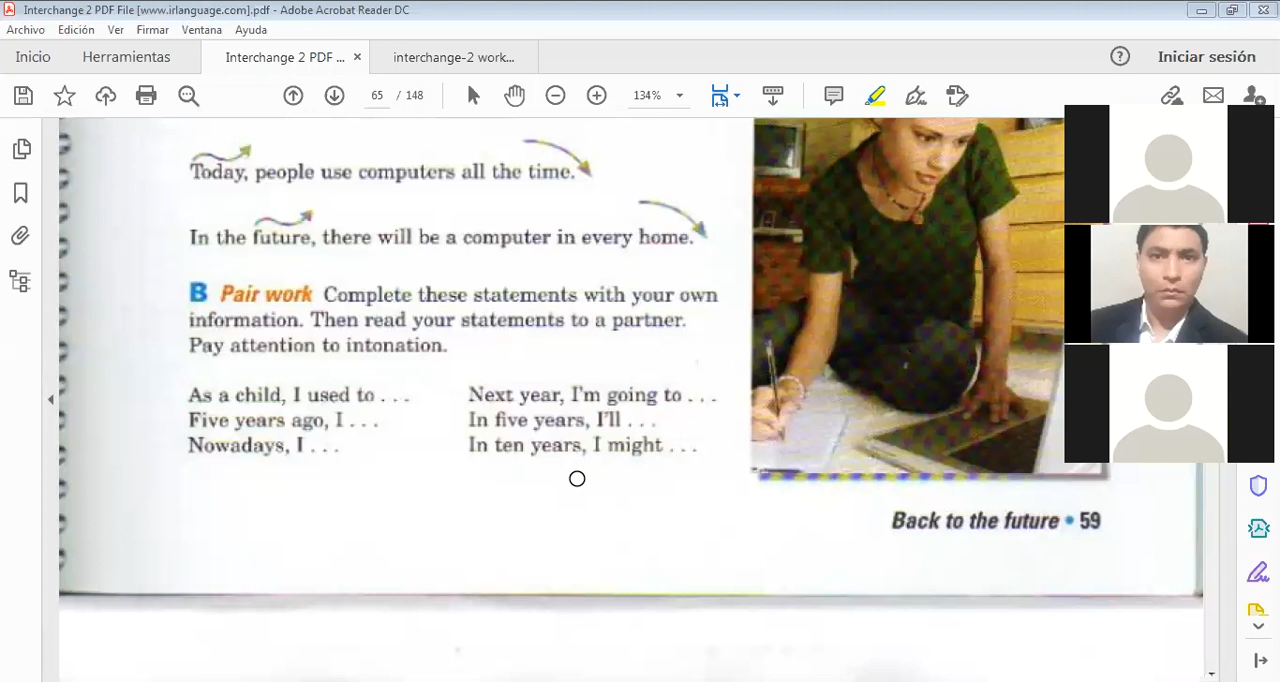 Interchange 2 PDF File [www.irlanguage.com].pdf - Adobe Acrobat Reader DC
Archivo Edición Ver Firmar Ventana Ayuda
Inicio Herramientas Interchange 2 PDF ... × interchange-2 work... Iniciar sesión
65 / 148 134%
Today, people use computers all the time.
In the future, there will be a computer in every home.
B Pair work Complete these statements with your own
information. Then read your statements to a partner.
Pay attention to intonation.
As a child, I used to . . .
Five years ago, I . . .
Nowadays, I . . .
Next year, I'm going to . . .
In five years, I'll . . .
In ten years, I might . . .
Back to the future • 59